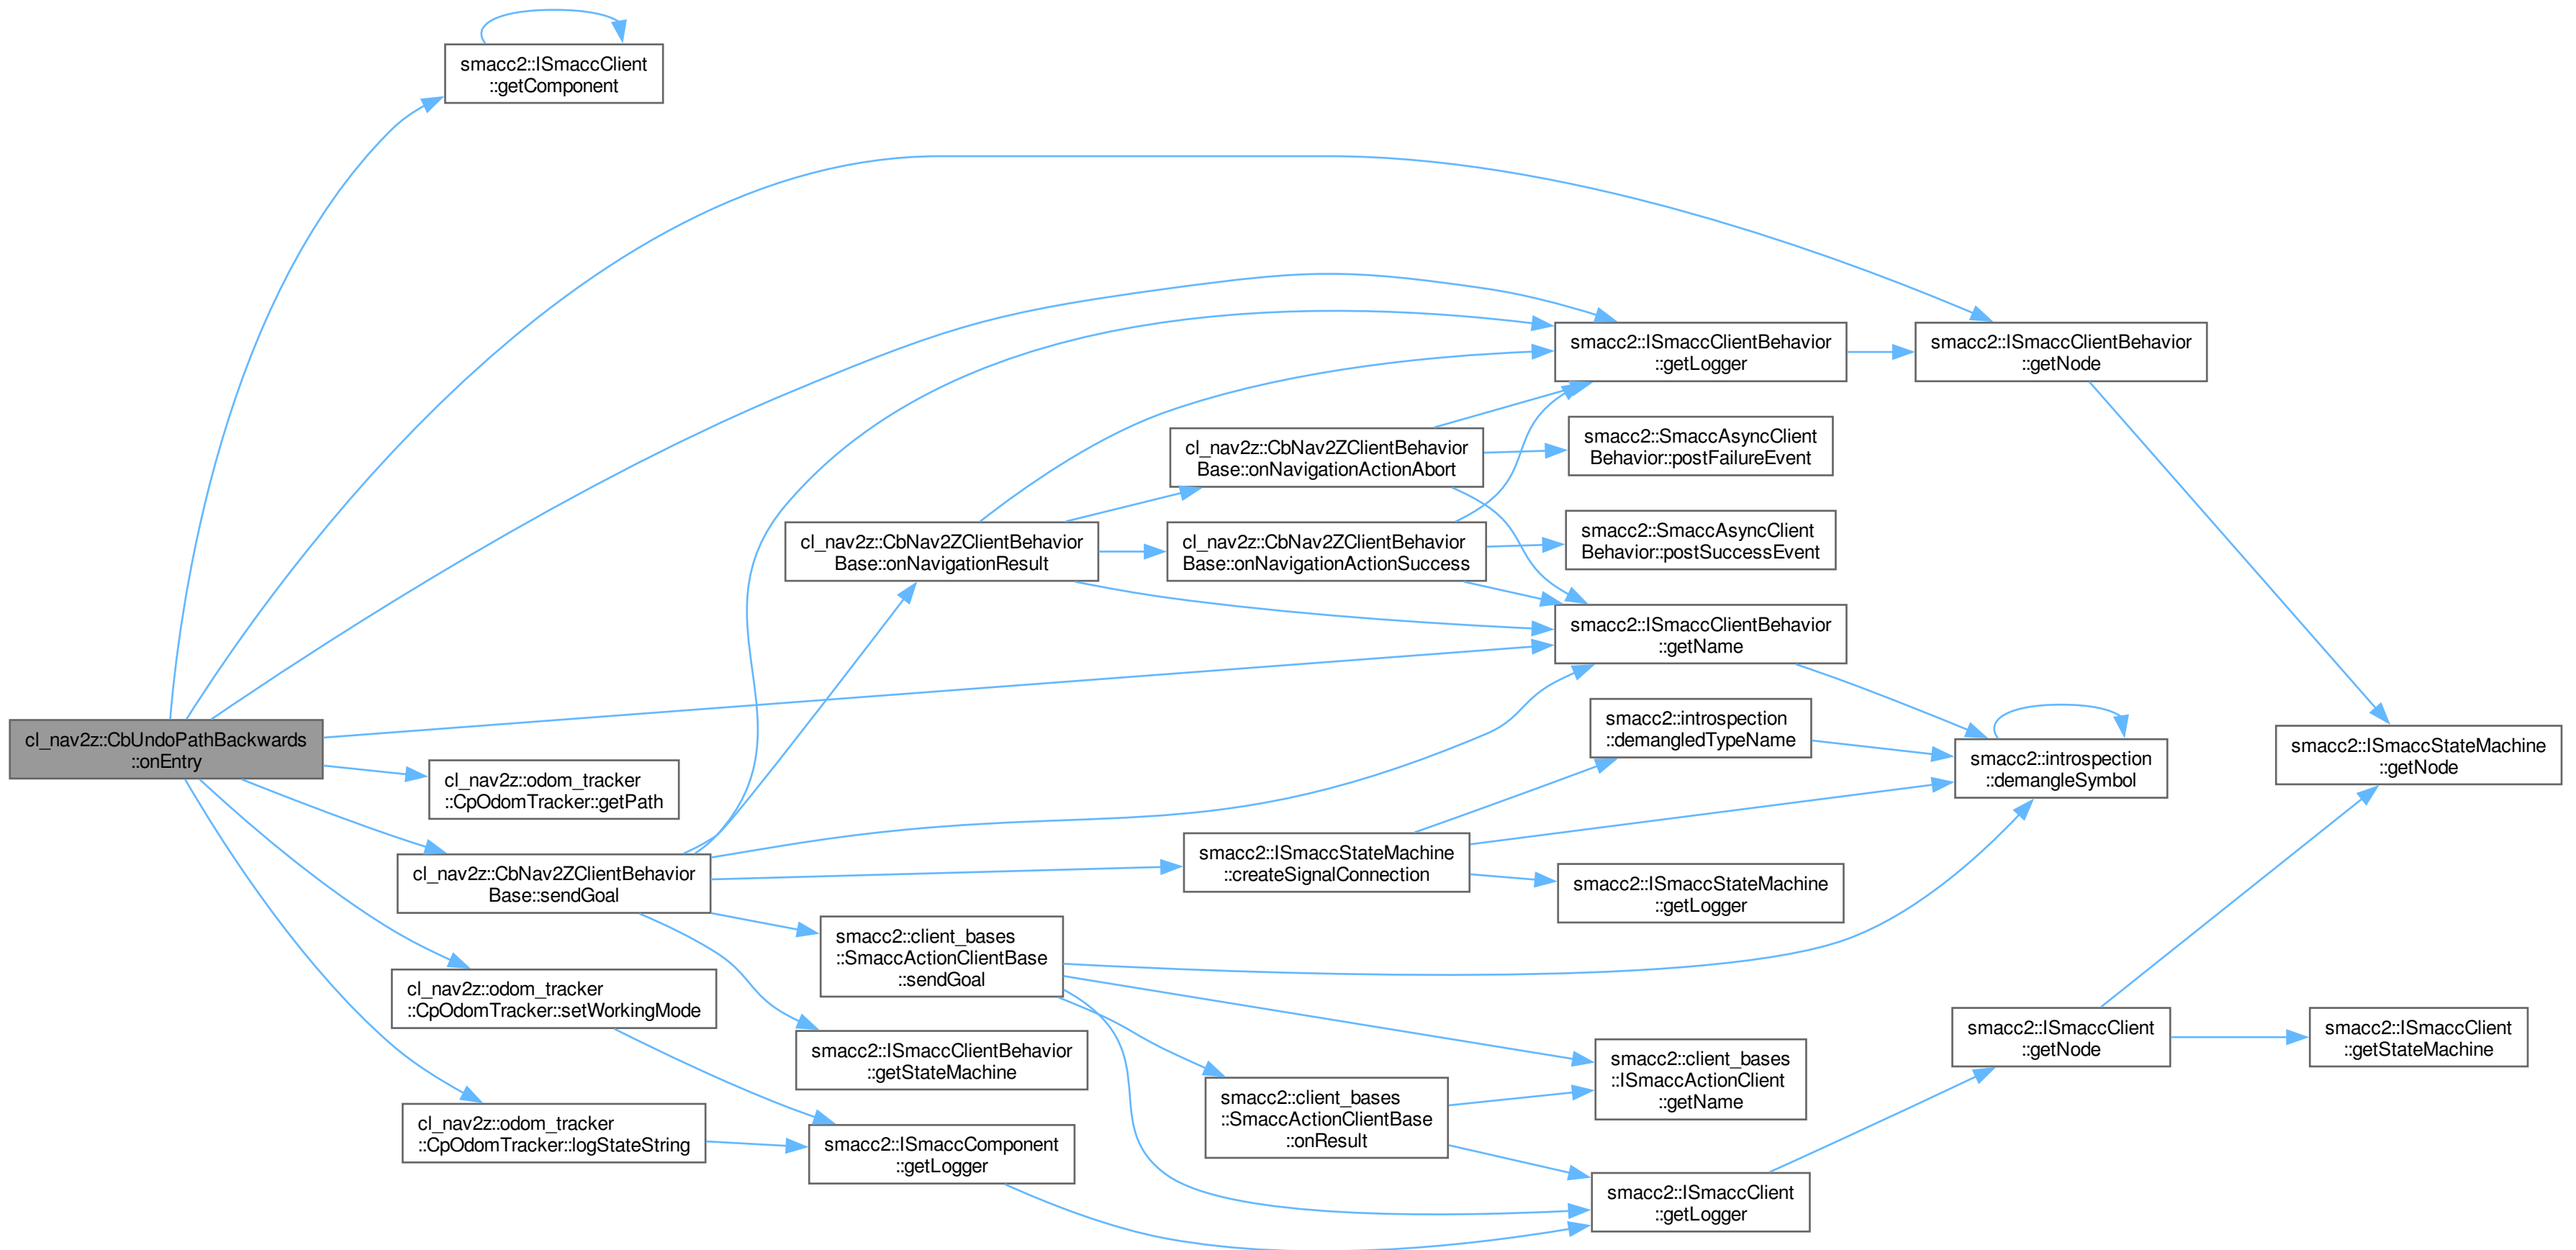 smacc2::ISmaccClient
::getComponent
smacc2::ISmaccClientBehavior
::getLogger
smacc2::ISmaccClientBehavior
::getNode
cl_nav2z::CbNav2ZClientBehavior
Base::onNavigationActionAbort
smacc2::SmaccAsyncClient
Behavior::postFailureEvent
cl_nav2z::CbNav2ZClientBehavior
Base::onNavigationResult
cl_nav2z::CbNav2ZClientBehavior
Base::onNavigationActionSuccess
smacc2::SmaccAsyncClient
Behavior::postSuccessEvent
smacc2::ISmaccClientBehavior
::getName
smacc2::introspection
::demangledTypeName
cl_nav2z::CbUndoPathBackwards
::onEntry
smacc2::introspection
::demangleSymbol
smacc2::ISmaccStateMachine
::getNode
cl_nav2z::odom_tracker
::CpOdomTracker::getPath
cl_nav2z::CbNav2ZClientBehavior
Base::sendGoal
smacc2::ISmaccStateMachine
::createSignalConnection
smacc2::ISmaccStateMachine
::getLogger
smacc2::client_bases
::SmaccActionClientBase
::sendGoal
cl_nav2z::odom_tracker
::CpOdomTracker::setWorkingMode
smacc2::ISmaccClientBehavior
::getStateMachine
smacc2::ISmaccClient
::getNode
smacc2::ISmaccClient
::getStateMachine
smacc2::client_bases
::ISmaccActionClient
::getName
smacc2::client_bases
::SmaccActionClientBase
::onResult
cl_nav2z::odom_tracker
::CpOdomTracker::logStateString
smacc2::ISmaccComponent
::getLogger
smacc2::ISmaccClient
::getLogger